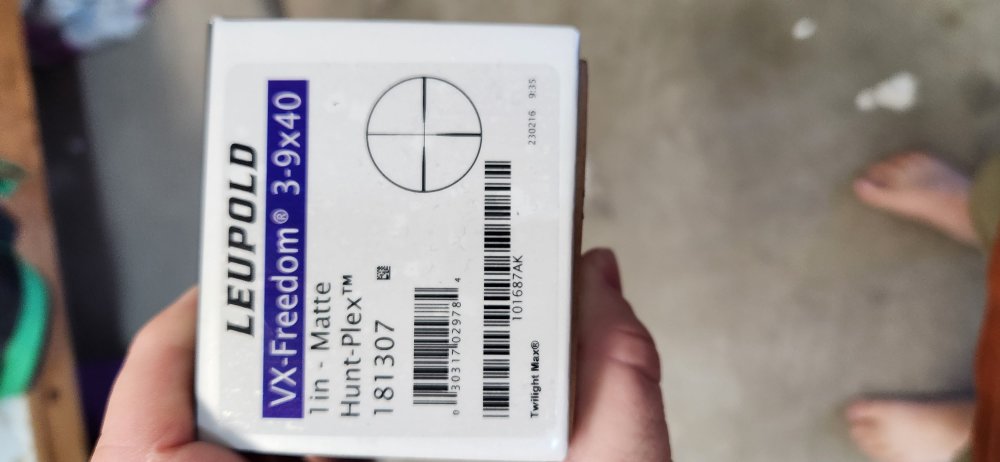 LEUPOLD
VX-Freedom® 3-9x40
1in - Matte
Hunt-Plex™
181307
0 30317 02978 4
101687AK
Twilight Max®
230216 9:35